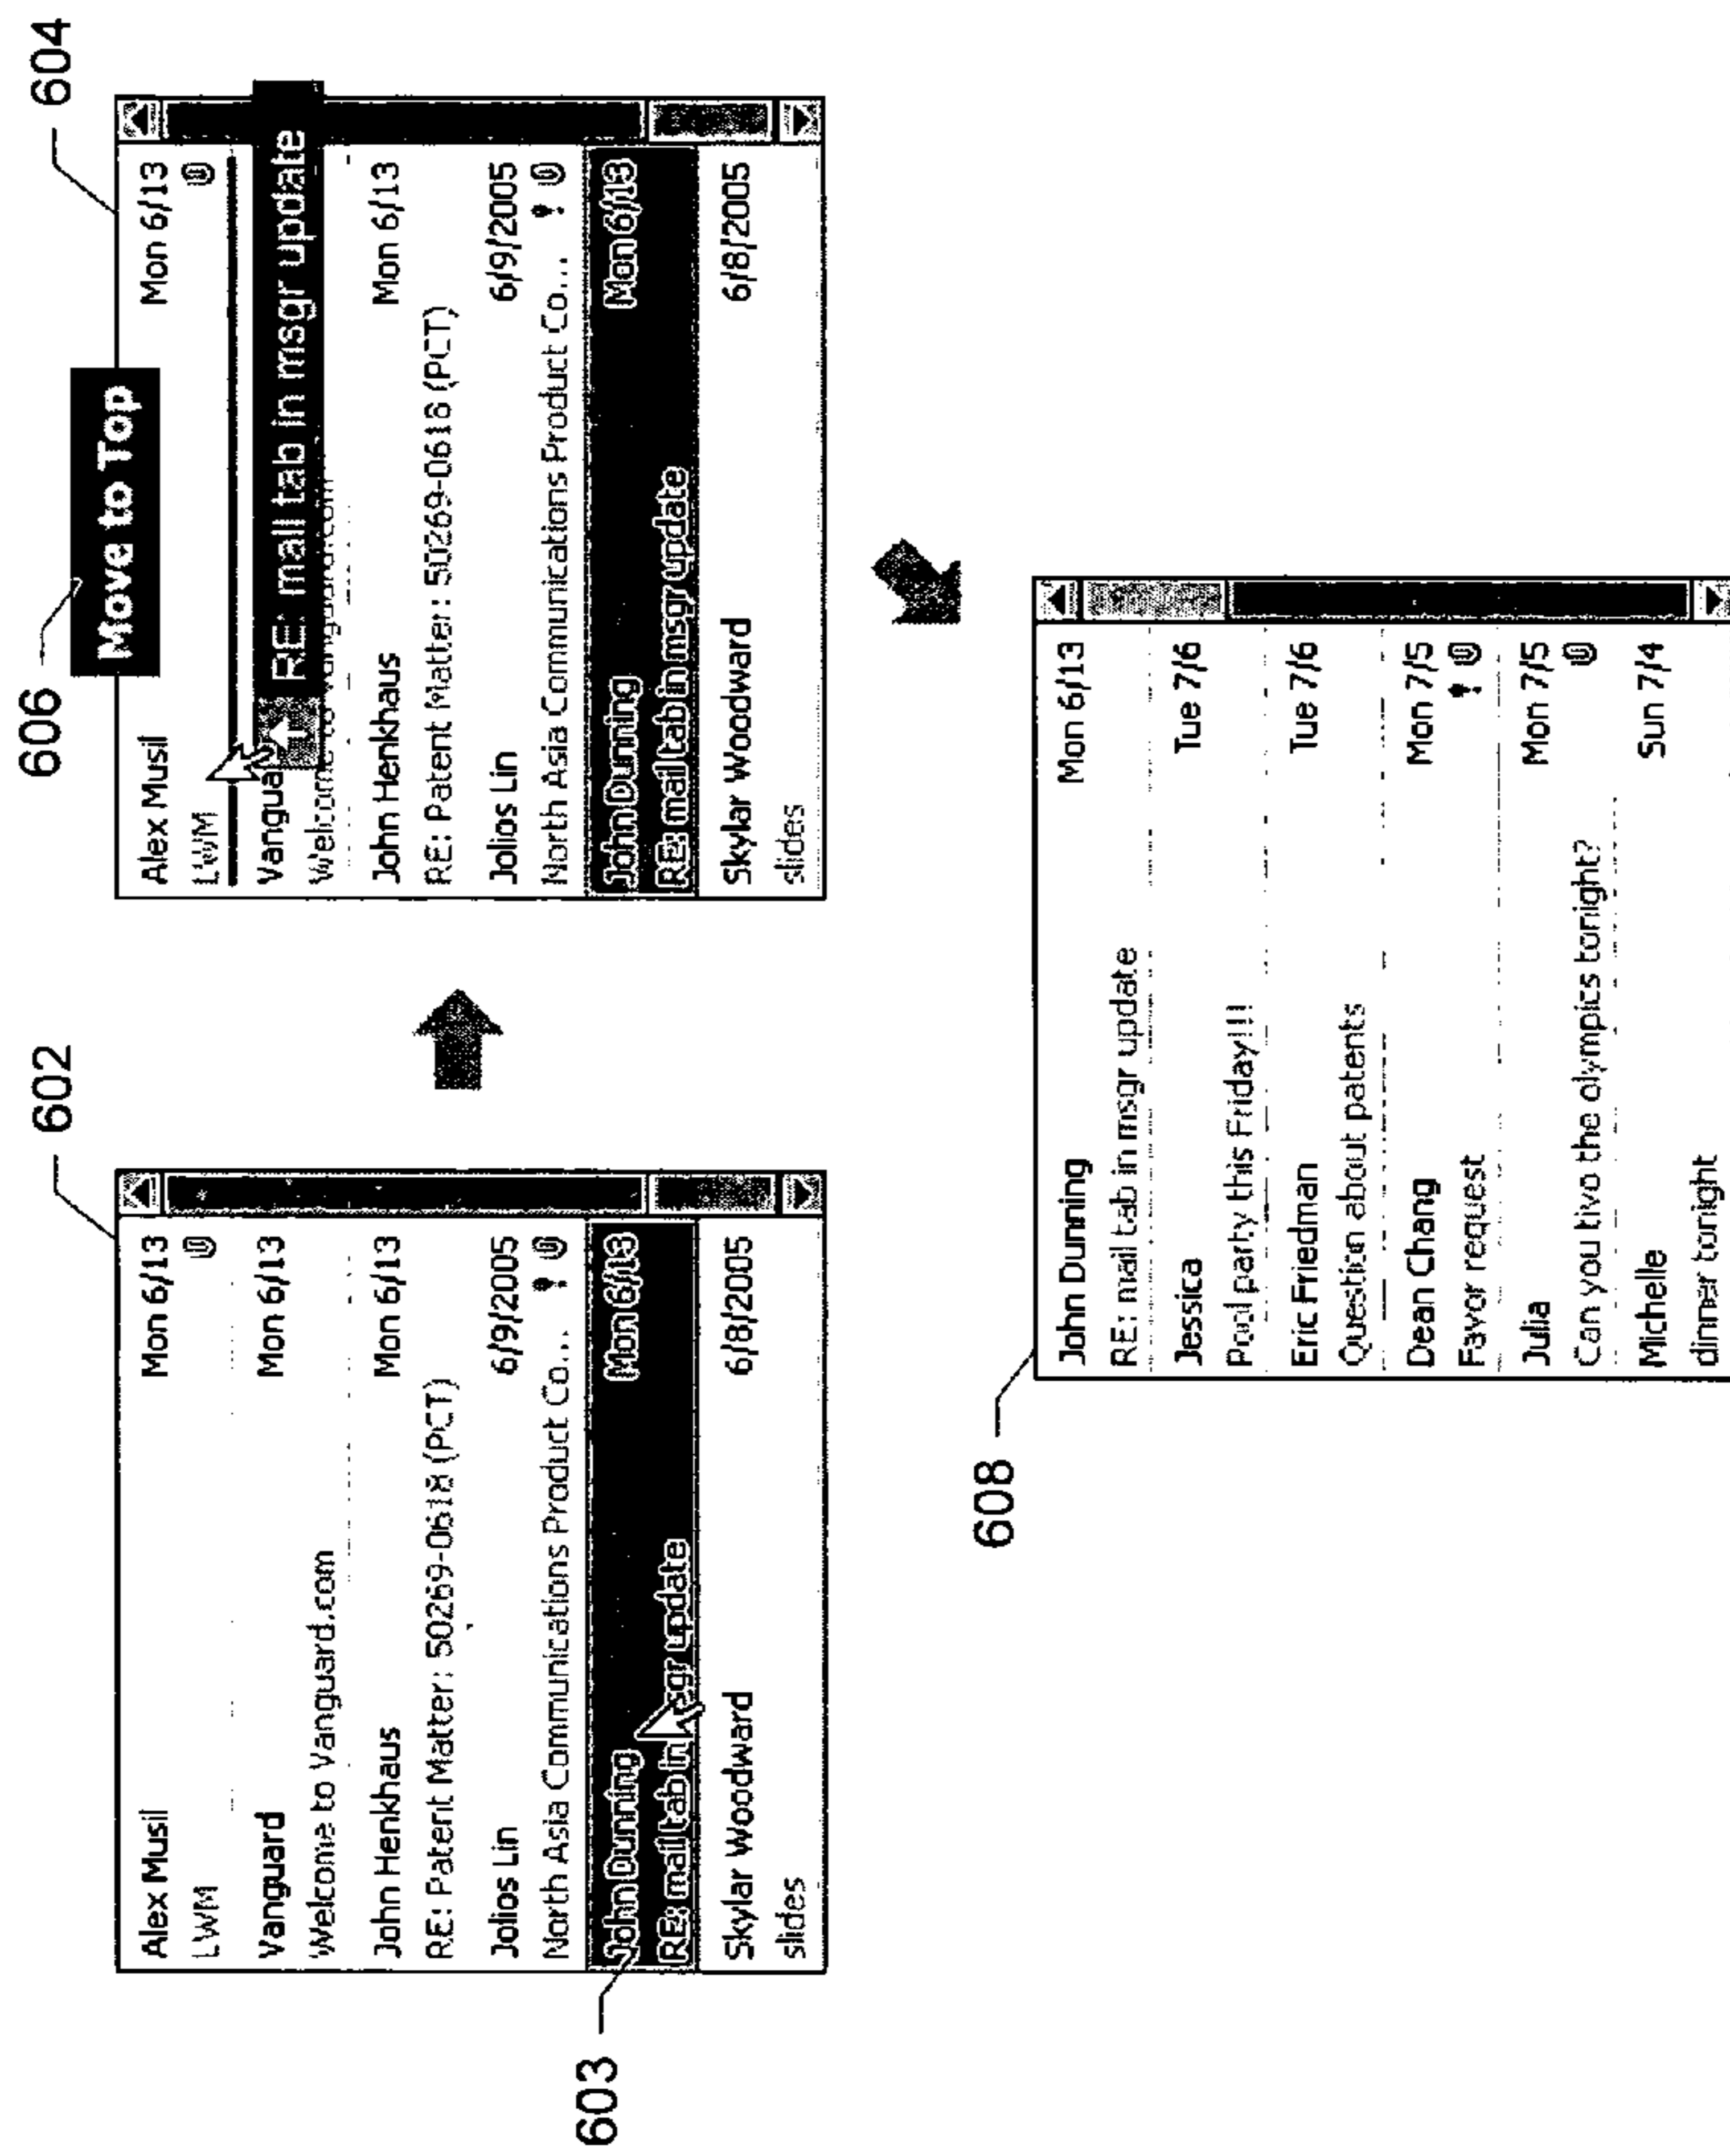 602
Alex Musil Mon 6/13
LWM
Vanguard Mon 6/13
Welcome to Vanguard.com
John Henkhaus Mon 6/13
RE: Patent Matter: 50269-0618 (PCT)
Jolios Lin 6/9/2005
North Asia Communications Product Co... !
603
John Dunning Mon 6/13
RE: mail tab in msgr update
Skylar Woodward 6/8/2005
slides
604
606
Move to Top
Alex Musil Mon 6/13
LWM
Vangua
RE: mail tab in msgr update
Welcome to Vanguard.com
John Henkhaus Mon 6/13
RE: Patent Matter: 50269-0618 (PCT)
Jolios Lin 6/9/2005
North Asia Communications Product Co... !
John Dunning Mon 6/13
RE: mail tab in msgr update
Skylar Woodward 6/8/2005
slides
608
John Dunning Mon 6/13
RE: mail tab in msgr update
Jessica Tue 7/6
Pool party this Friday!!!
Eric Friedman Tue 7/6
Question about patents
Dean Chang Mon 7/5
Favor request !
Julia Mon 7/5
Can you tivo the olympics tonight?
Michelle Sun 7/4
dinner tonight